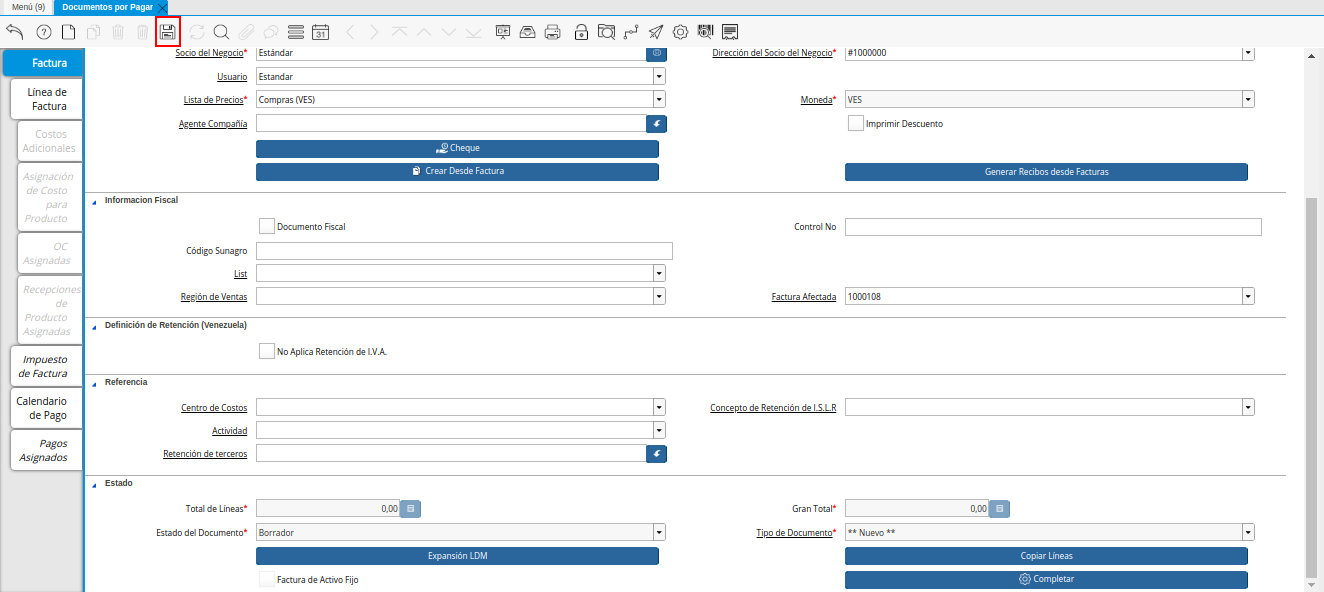 Menú (9) Documentos por Pagar
31
Factura
Línea de
Factura
Costos
Adicionales
Asignación
de Costo
para
Producto
OC
Asignadas
Recepciones
de
Producto
Asignadas
Impuesto
de Factura
Calendario
de Pago
Pagos
Asignados
Socio del Negocio* Estándar Dirección del Socio del Negocio* #1000000
Usuario Estandar
Lista de Precios* Compras (VES) Moneda* VES
Agente Compañía Imprimir Descuento
Cheque
Crear Desde Factura Generar Recibos desde Facturas
Informacion Fiscal
Documento Fiscal Control No
Código Sunagro
List
Región de Ventas Factura Afectada 1000108
Definición de Retención (Venezuela)
No Aplica Retención de I.V.A.
Referencia
Centro de Costos Concepto de Retención de I.S.L.R
Actividad
Retención de terceros
Estado
Total de Líneas* 0,00 Gran Total* 0,00
Estado del Documento* Borrador Tipo de Documento* ** Nuevo **
Expansión LDM Copiar Líneas
Factura de Activo Fijo Completar